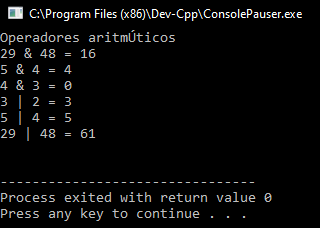 C:\Program Files (x86)\Dev-Cpp\ConsolePauser.exe
Operadores aritmÚticos
29 & 48 = 16
5 & 4 = 4
4 & 3 = 0
3 | 2 = 3
5 | 4 = 5
29 | 48 = 61
--------------------------------
Process exited with return value 0
Press any key to continue . . .